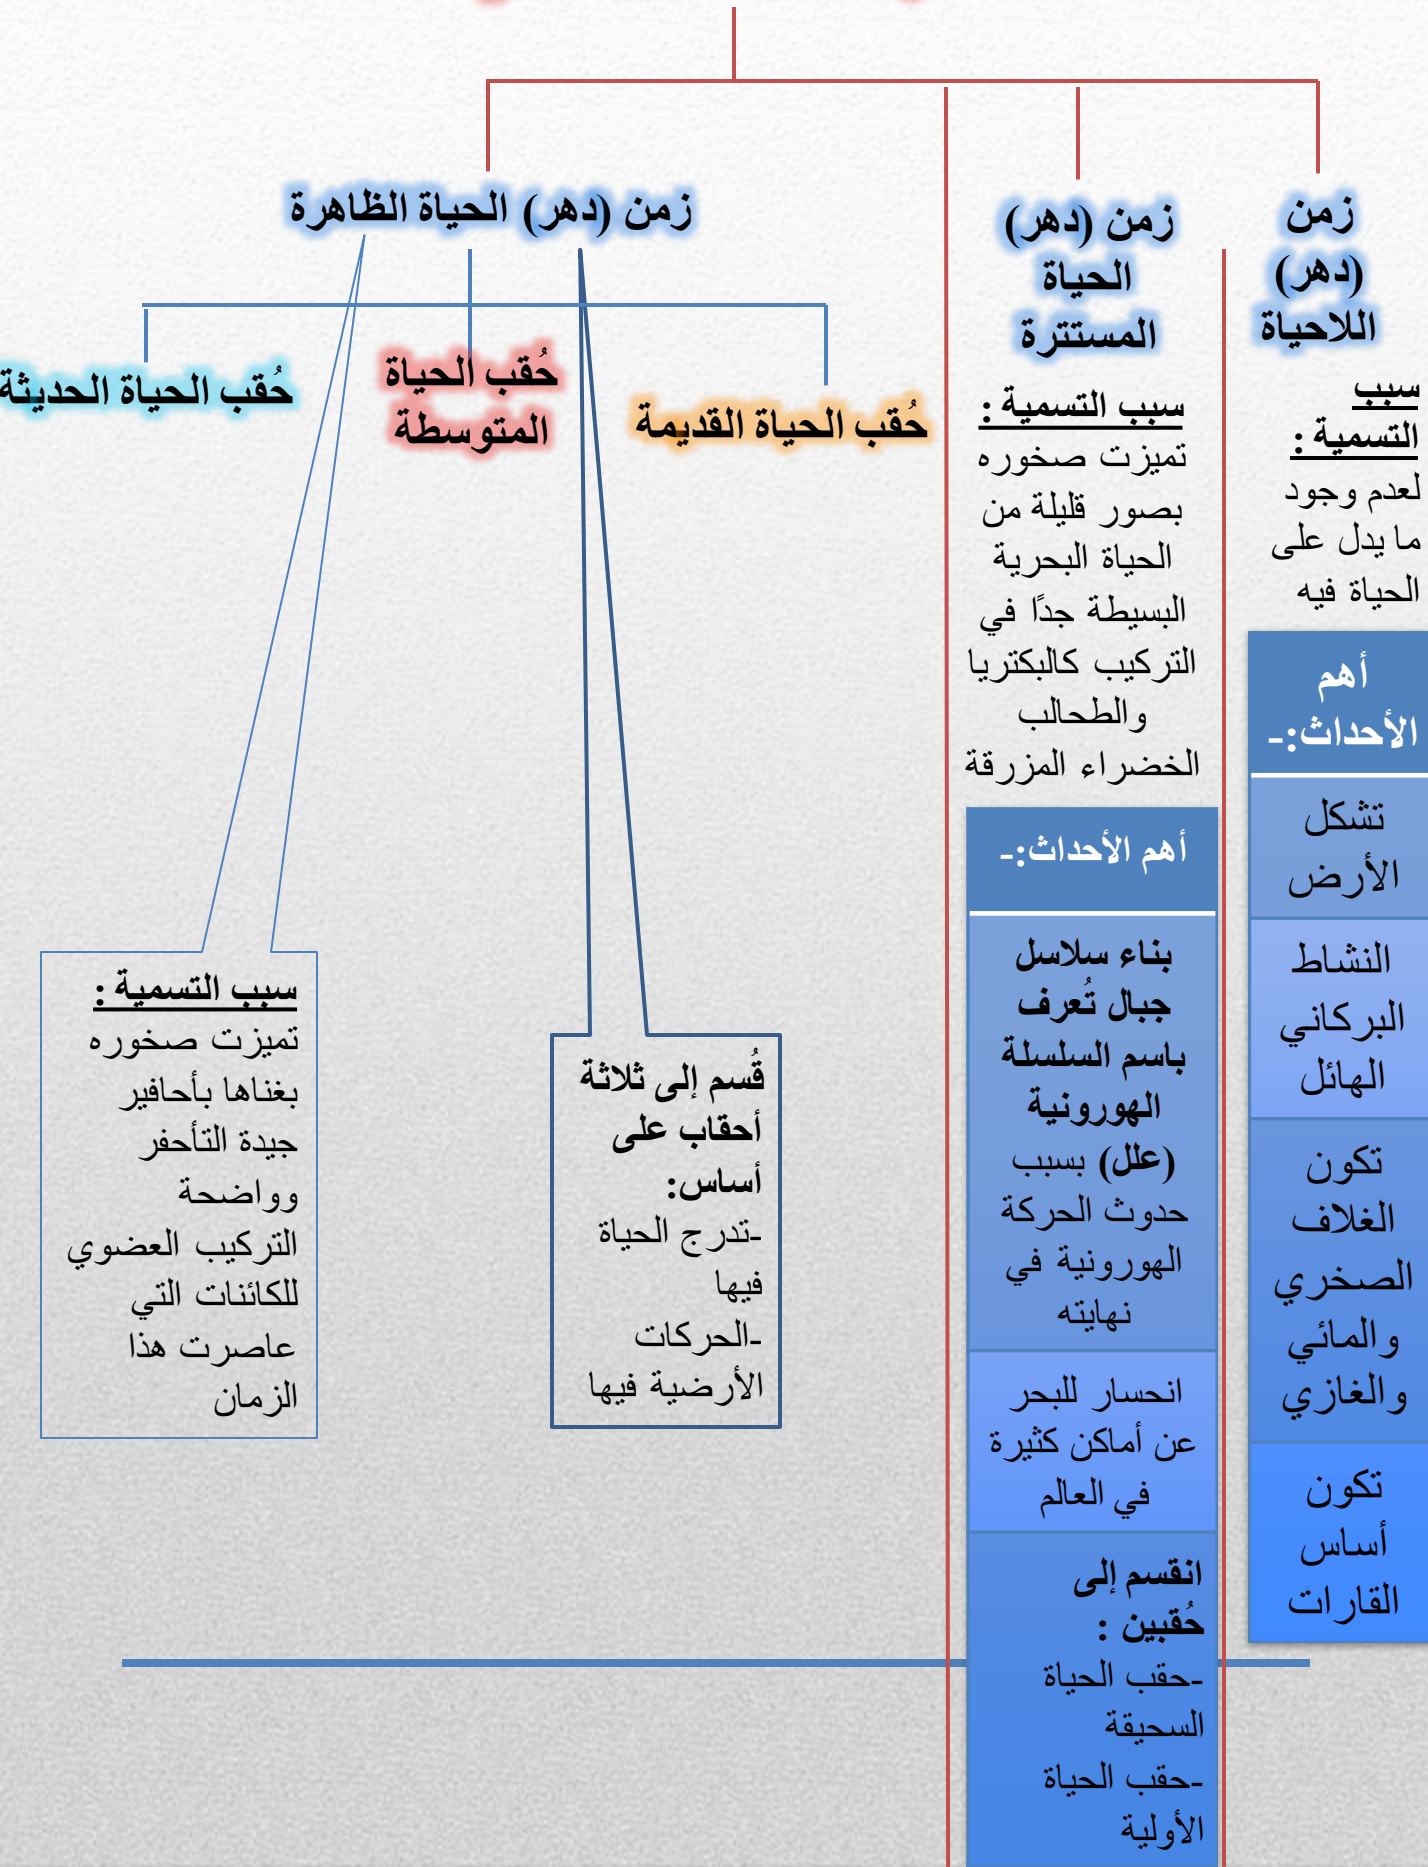 زمن
(دهر)
اللاحياة
سبب
التسمية :
لعدم وجود
ما يدل على
الحياة فيه
أهم
الأحداث:-
تشكل
الأرض
النشاط
البركاني
الهائل
تكون
الغلاف
الصخري
والمائي
والغازي
تكون
أساس
القارات
زمن (دهر)
الحياة
المستترة
سبب التسمية :
تميزت صخوره
بصور قليلة من
الحياة البحرية
البسيطة جدًا في
التركيب كالبكتريا
والطحالب
الخضراء المزرقة
أهم الأحداث:-
بناء سلاسل
جبال تُعرف
باسم السلسلة
الهورونية
(علل) بسبب
حدوث الحركة
الهورونية في
نهايته
انحسار للبحر
عن أماكن كثيرة
في العالم
انقسم إلى
حُقبين :
-حقب الحياة
السحيقة
-حقب الحياة
الأولية
زمن (دهر) الحياة الظاهرة
حُقب الحياة القديمة
حُقب الحياة
المتوسطة
حُقب الحياة الحديثة
قُسم إلى ثلاثة
أحقاب على
أساس:
-تدرج الحياة
فيها
-الحركات
الأرضية فيها
سبب التسمية :
تميزت صخوره
بغناها بأحافير
جيدة التأحفر
وواضحة
التركيب العضوي
للكائنات التي
عاصرت هذا
الزمان